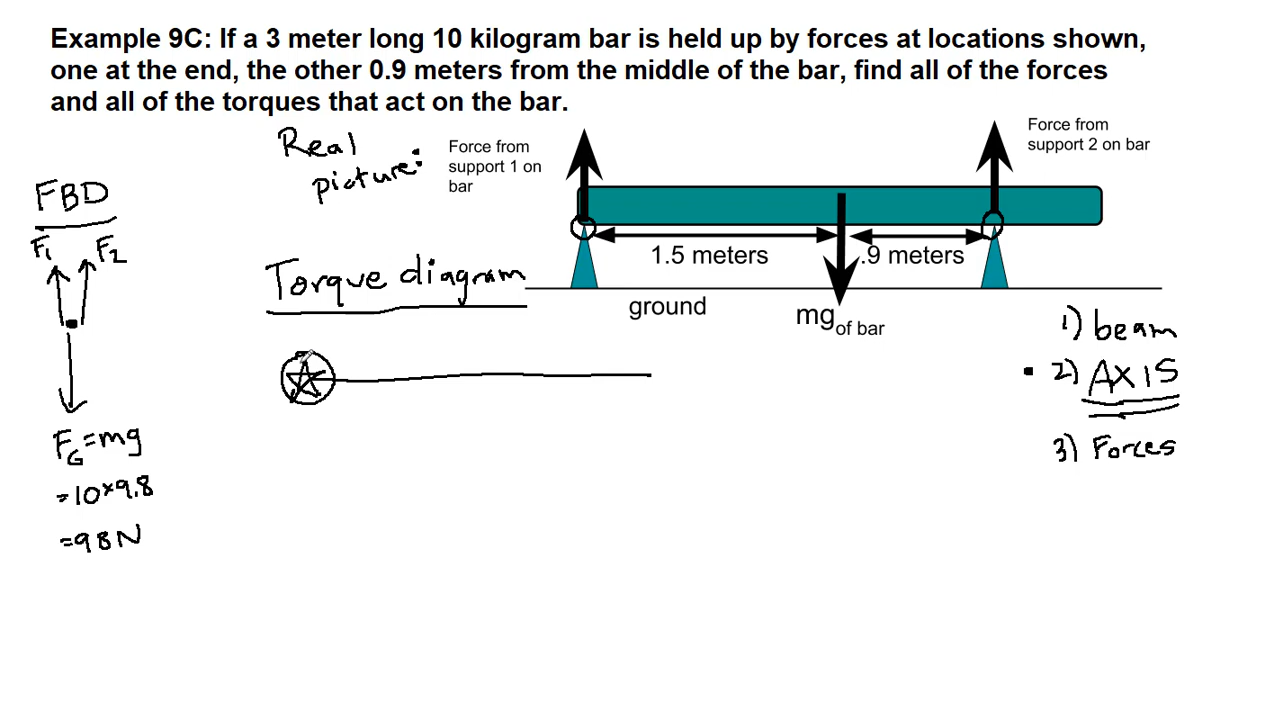 Example 9C: If a 3 meter long 10 kilogram bar is held up by forces at locations shown,
one at the end, the other 0.9 meters from the middle of the bar, find all of the forces
and all of the torques that act on the bar.
Real
picture:
Force from
support 1 on
bar
Force from
support 2 on bar
FBD
F1 F2
1.5 meters
.9 meters
Torque diagram
ground
mg of bar
1) beam
2) AXIS
3) Forces
FG=mg
=10×9.8
=98N